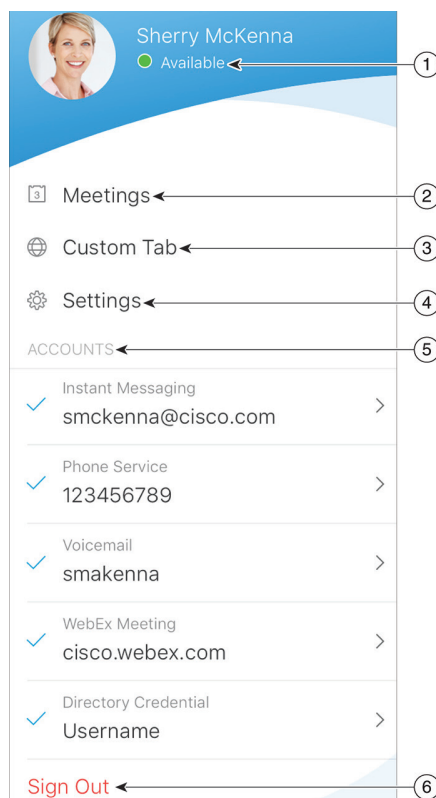 Sherry McKenna
Available
1
3
Meetings
2
Custom Tab
3
Settings
4
ACCOUNTS
5
Instant Messaging
smckenna@cisco.com
Phone Service
123456789
Voicemail
smakenna
WebEx Meeting
cisco.webex.com
Directory Credential
Username
Sign Out
6